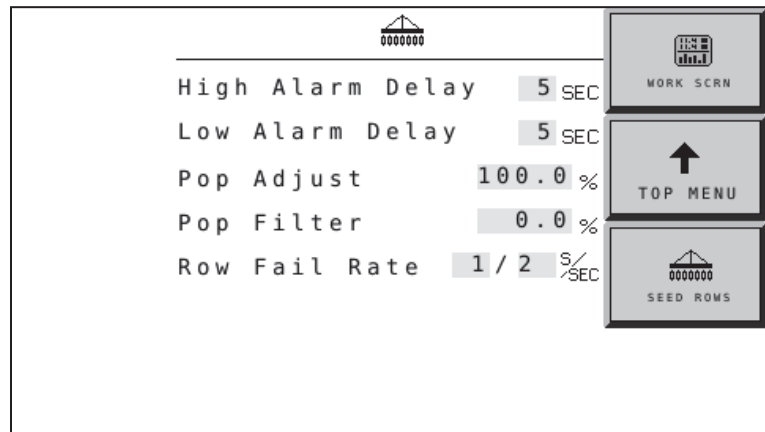 High Alarm Delay 5 SEC
Low Alarm Delay 5 SEC
Pop Adjust 100.0 %
Pop Filter 0.0 %
Row Fail Rate 1 / 2 S/SEC
WORK SCRN
TOP MENU
SEED ROWS